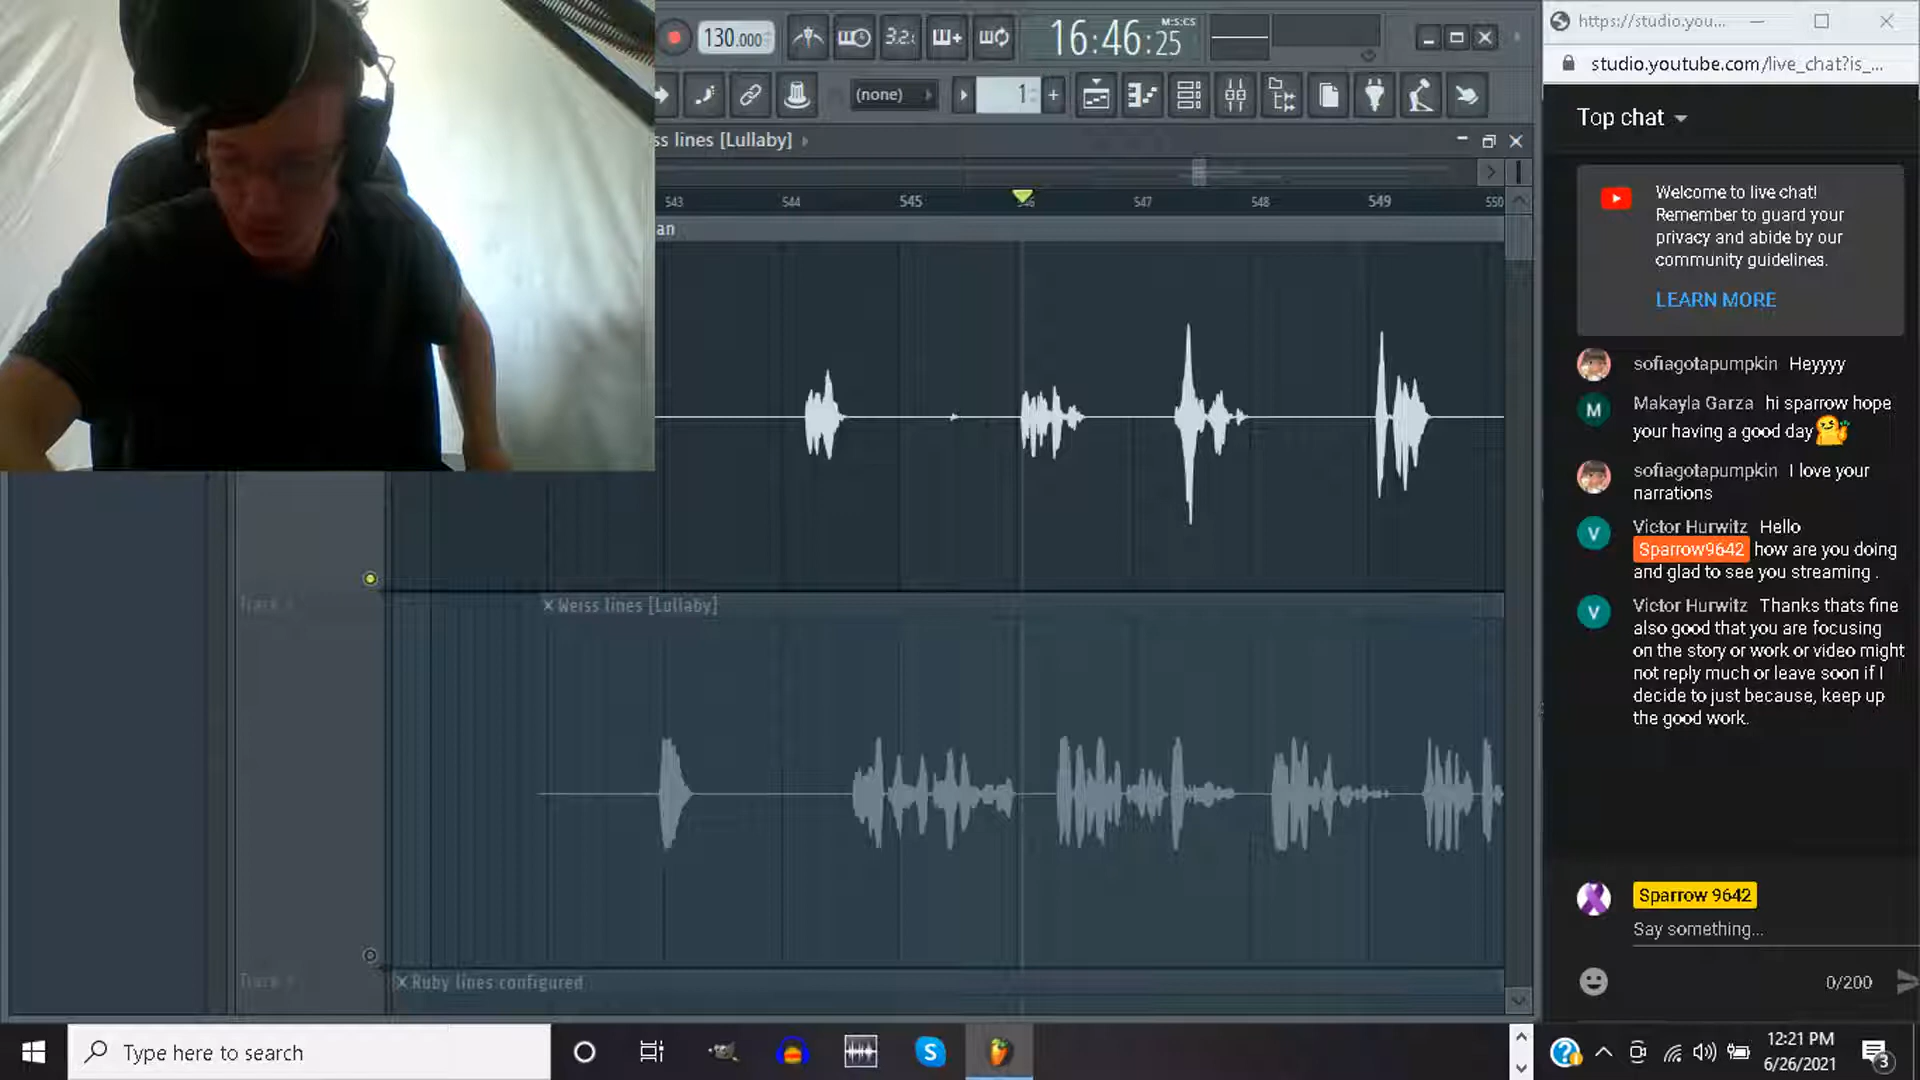 130.000
3.2:
16:46:25
M:S:CS
(none)
1
+
ss lines [Lullaby]
543 544 545 546 547 548 549 550
an
Weiss lines [Lullaby]
Ruby lines configured
https://studio.you...
studio.youtube.com/live_chat?is_...
Top chat
Welcome to live chat!
Remember to guard your
privacy and abide by our
community guidelines.
LEARN MORE
sofiagotapumpkin Heyyyy
M
Makayla Garza hi sparrow hope
your having a good day
sofiagotapumpkin I love your
narrations
V
Victor Hurwitz Hello
Sparrow9642 how are you doing
and glad to see you streaming .
V
Victor Hurwitz Thanks thats fine
also good that you are focusing
on the story or work or video might
not reply much or leave soon if I
decide to just because, keep up
the good work.
Sparrow 9642
Say something...
0/200
Type here to search
12:21 PM
6/26/2021
3